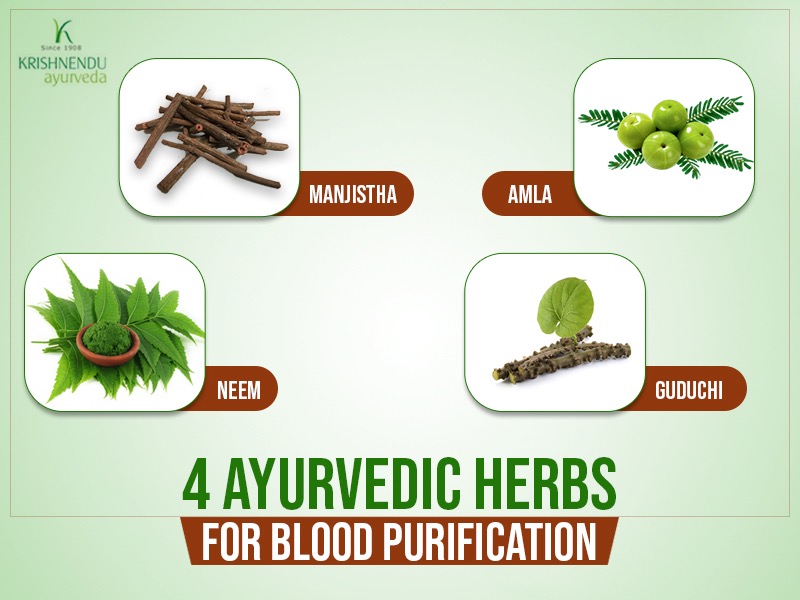 Since 1908
KRISHNENDU
ayurveda
MANJISTHA
AMLA
NEEM
GUDUCHI
4 AYURVEDIC HERBS
FOR BLOOD PURIFICATION